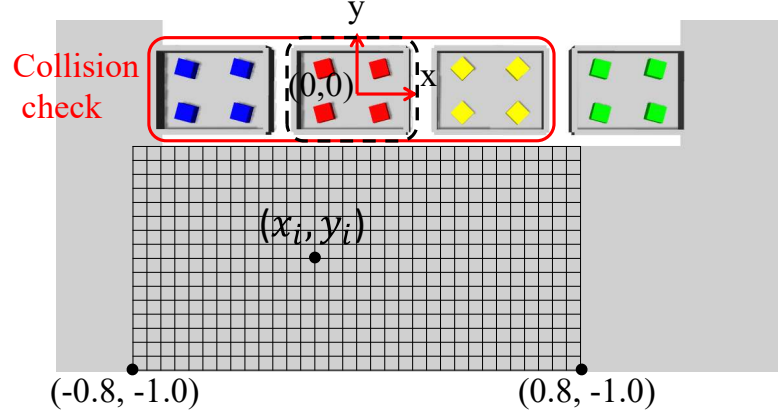 y
Collision
check
(0,0)
x
(x_i, y_i)
(-0.8, -1.0)
(0.8, -1.0)